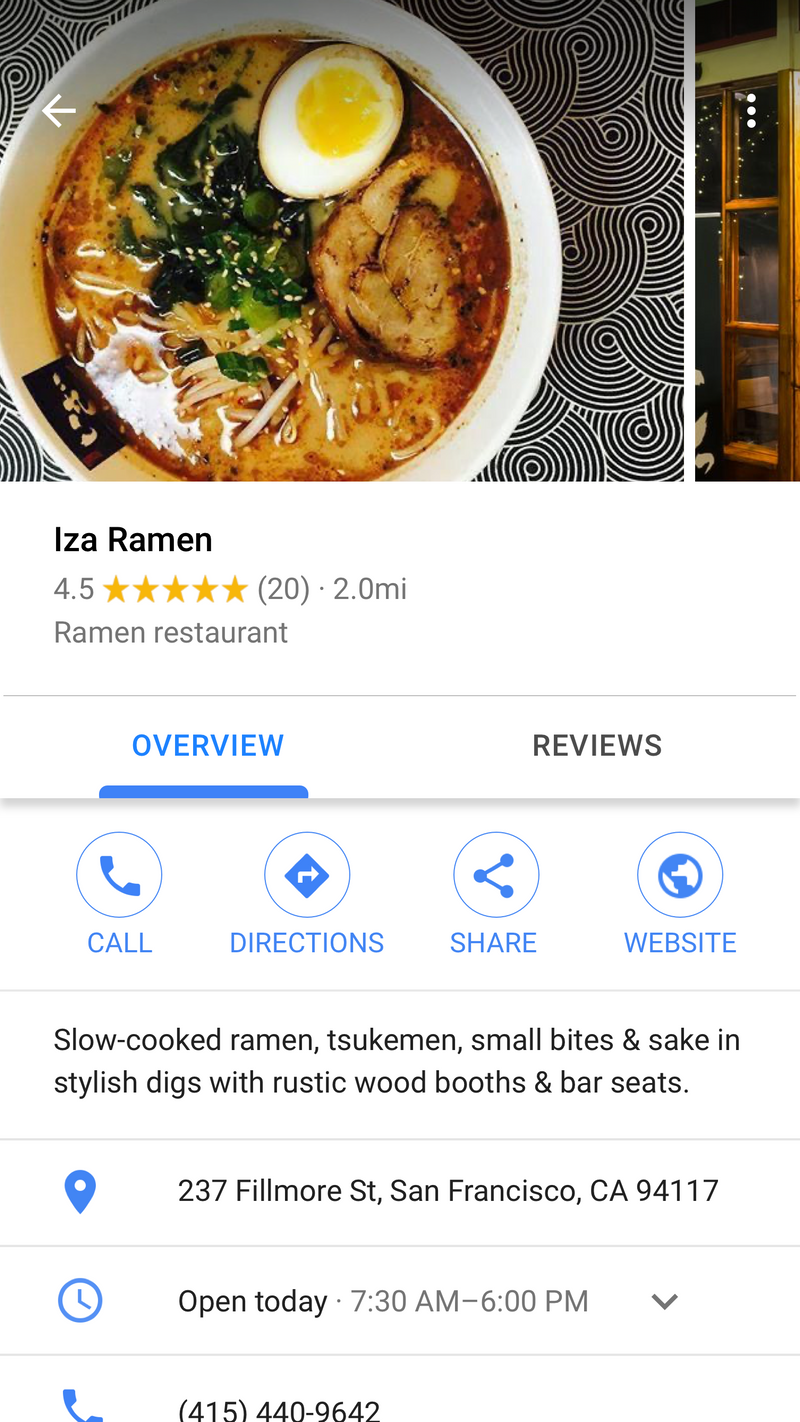 Iza Ramen
4.5 ★★★★★ (20) · 2.0mi
Ramen restaurant
OVERVIEW
REVIEWS
CALL
DIRECTIONS
SHARE
WEBSITE
Slow-cooked ramen, tsukemen, small bites & sake in
stylish digs with rustic wood booths & bar seats.
237 Fillmore St, San Francisco, CA 94117
Open today · 7:30 AM–6:00 PM
(415) 440-9642